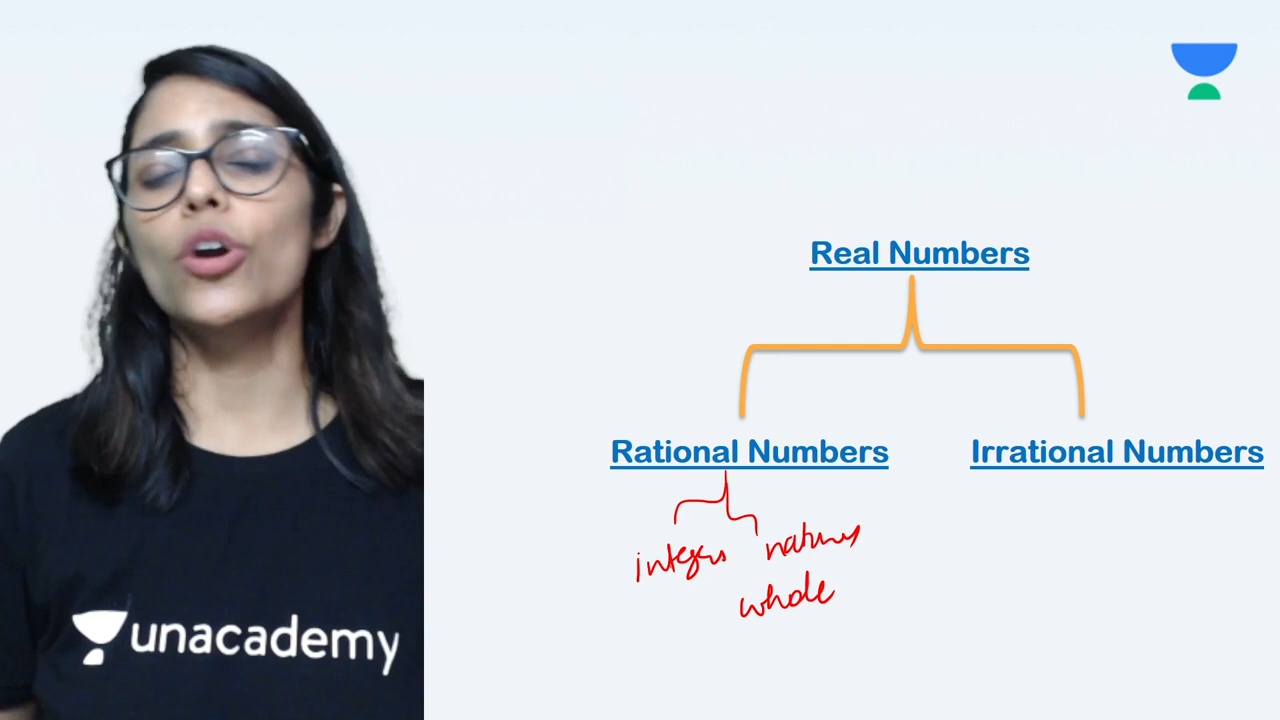 Real Numbers
Rational Numbers Irrational Numbers
integers
whole
unacademy